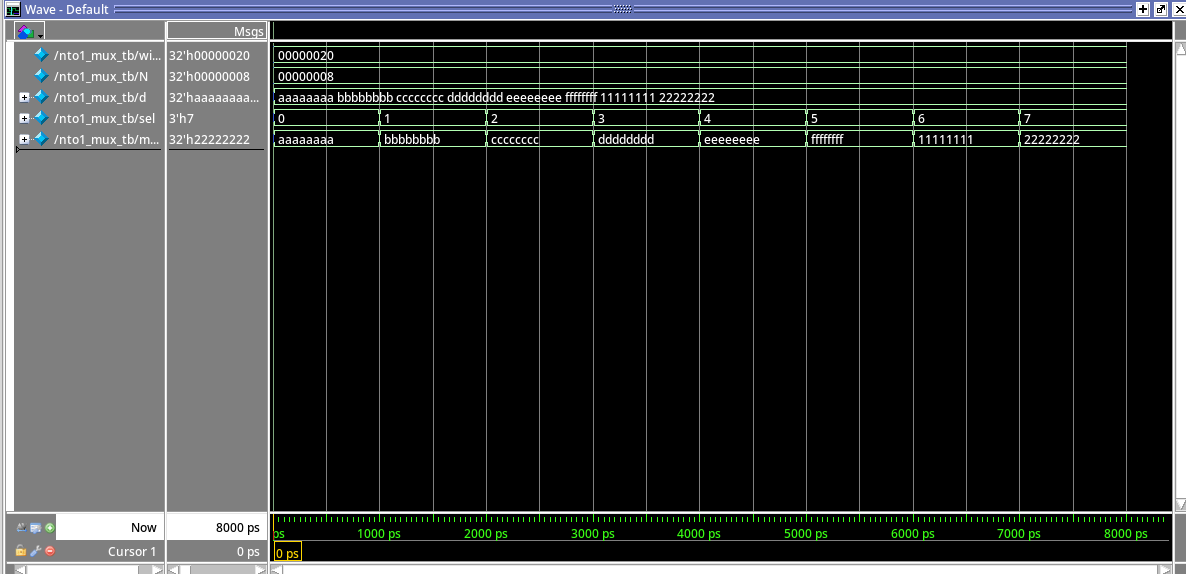 Wave - Default
Msgs
/nto1_mux_tb/wi... 32'h00000020 00000020
/nto1_mux_tb/N 32'h00000008 00000008
/nto1_mux_tb/d 32'haaaaaaaa... aaaaaaaa bbbbbbbb cccccccc dddddddd eeeeeeee ffffffff 11111111 22222222
/nto1_mux_tb/sel 3'h7 0 1 2 3 4 5 6 7
/nto1_mux_tb/m... 32'h22222222 aaaaaaaa bbbbbbbb cccccccc dddddddd eeeeeeee ffffffff 11111111 22222222
Now 8000 ps ps 1000 ps 2000 ps 3000 ps 4000 ps 5000 ps 6000 ps 7000 ps 8000 ps
Cursor 1 0 ps 0 ps